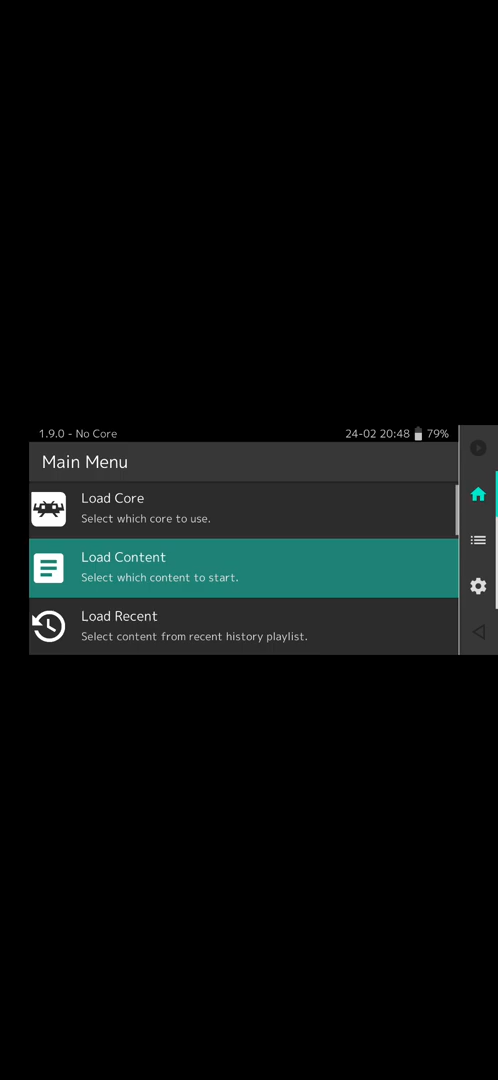 1.9.0 - No Core
24-02 20:48 79%
Main Menu
Load Core
Select which core to use.
Load Content
Select which content to start.
Load Recent
Select content from recent history playlist.